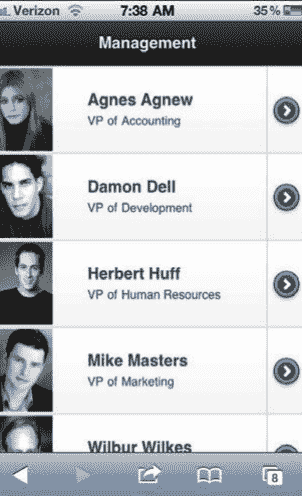 Verizon 7:38 AM 35%
Management
Agnes Agnew
VP of Accounting
Damon Dell
VP of Development
Herbert Huff
VP of Human Resources
Mike Masters
VP of Marketing
Wilbur Wilkes
8